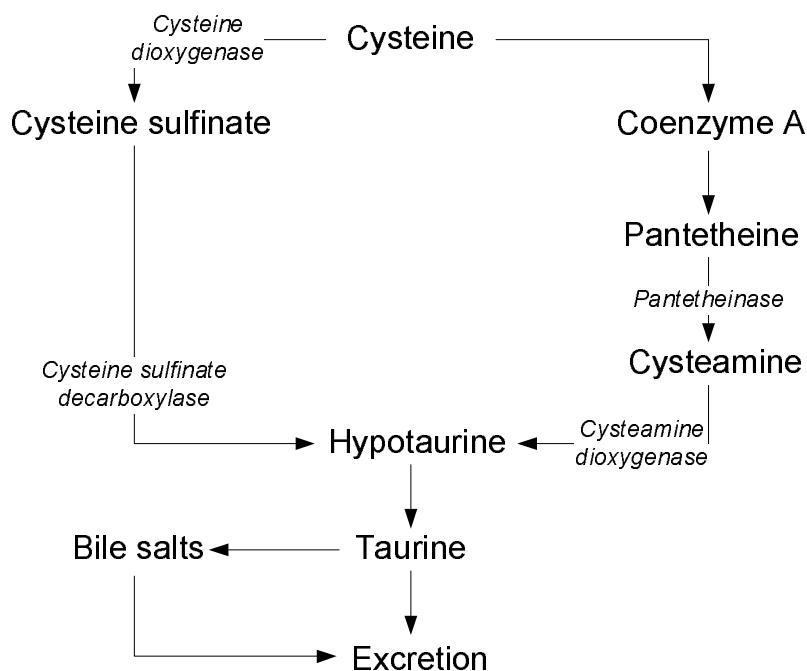 Cysteine
dioxygenase
Cysteine
Cysteine sulfinate
Coenzyme A
Pantetheine
Pantetheinase
Cysteamine
Cysteine sulfinate
decarboxylase
Hypotaurine
Cysteamine
dioxygenase
Bile salts
Taurine
Excretion